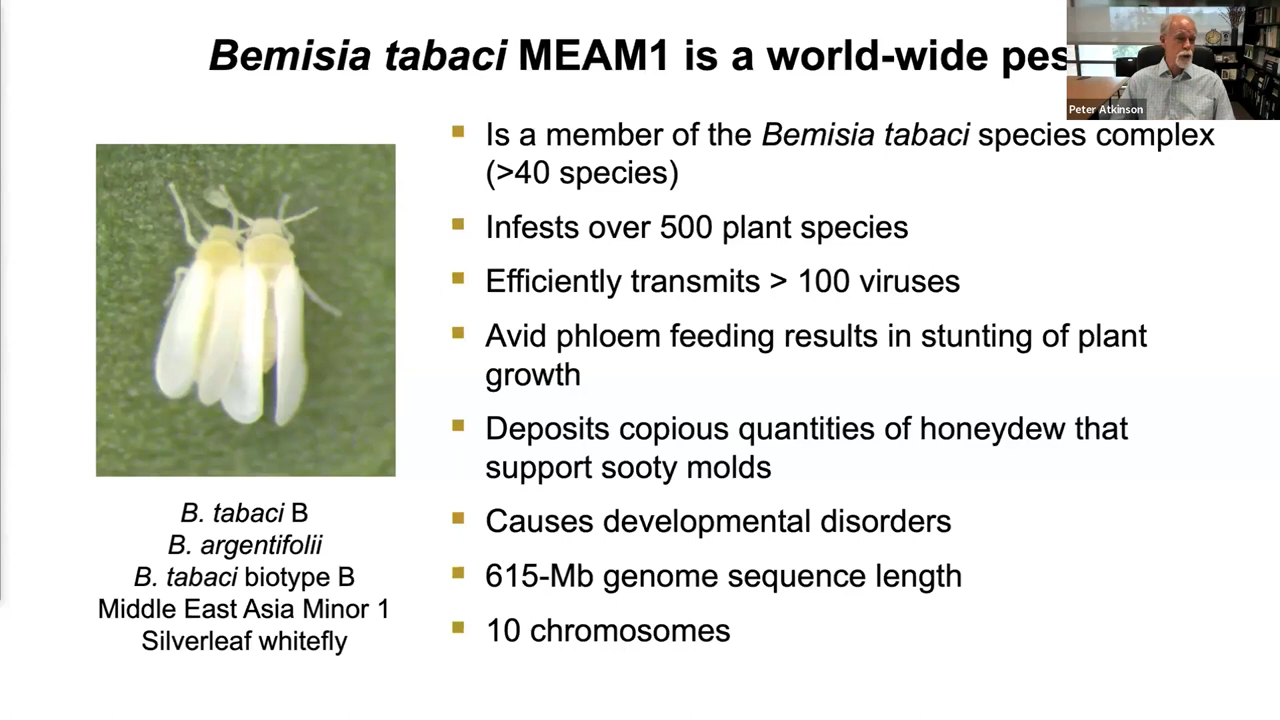 Bemisia tabaci MEAM1 is a world-wide pes
Peter Atkinson
Is a member of the Bemisia tabaci species complex
(>40 species)
Infests over 500 plant species
Efficiently transmits > 100 viruses
Avid phloem feeding results in stunting of plant
growth
Deposits copious quantities of honeydew that
support sooty molds
Causes developmental disorders
615-Mb genome sequence length
10 chromosomes
B. tabaci B
B. argentifolii
B. tabaci biotype B
Middle East Asia Minor 1
Silverleaf whitefly